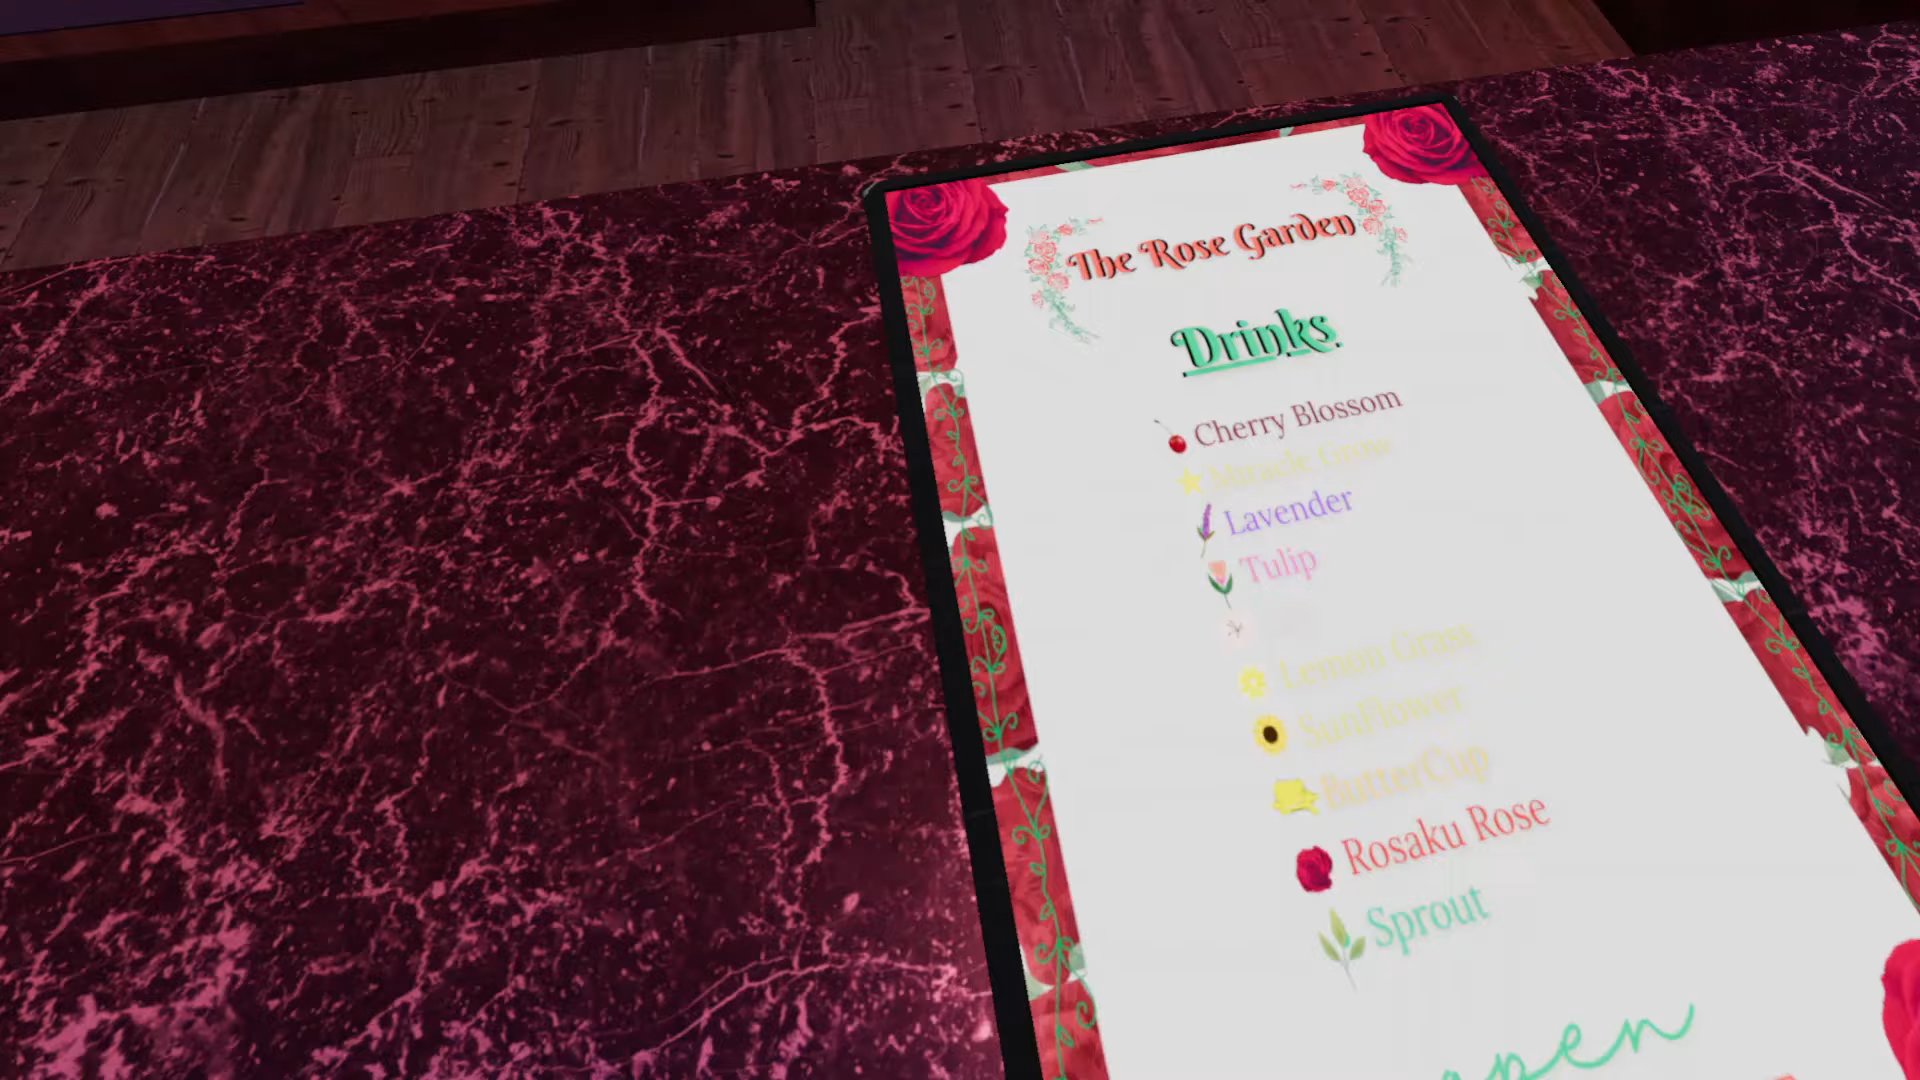 The Rose Garden
Drinks
Cherry Blossom
Miracle Grow
Lavender
Tulip
Lemon Grass
SunFlower
ButterCup
Rosaku Rose
Sprout